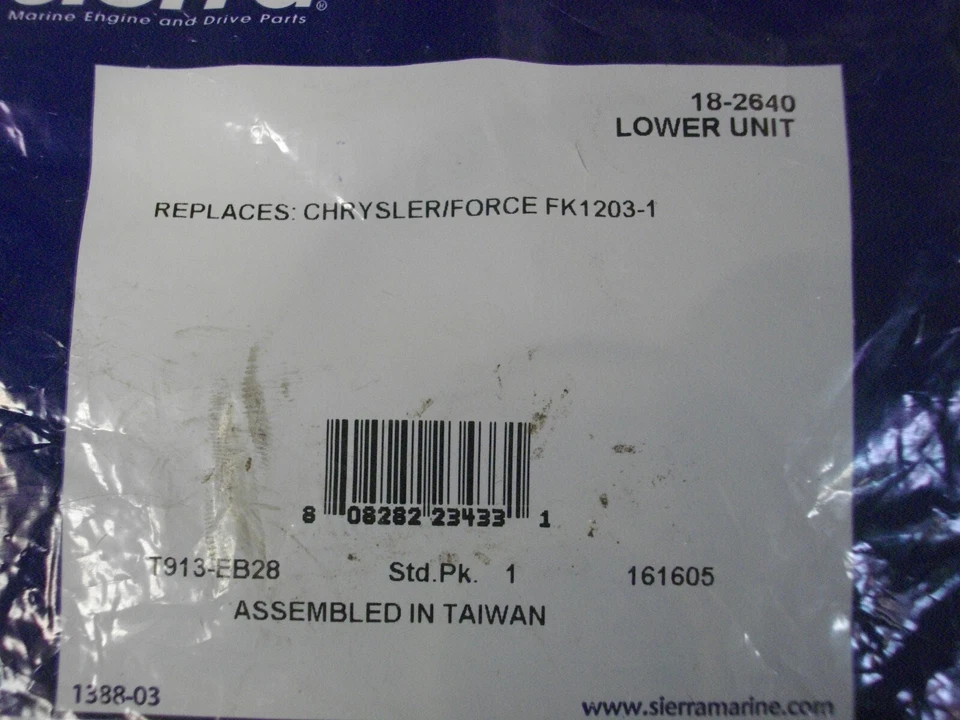 sierra®
Marine Engine and Drive Parts
18-2640
LOWER UNIT
REPLACES: CHRYSLER/FORCE FK1203-1
8 08282 23433 1
T913-EB28 Std.Pk. 1 161605
ASSEMBLED IN TAIWAN
1388-03 www.sierramarine.com